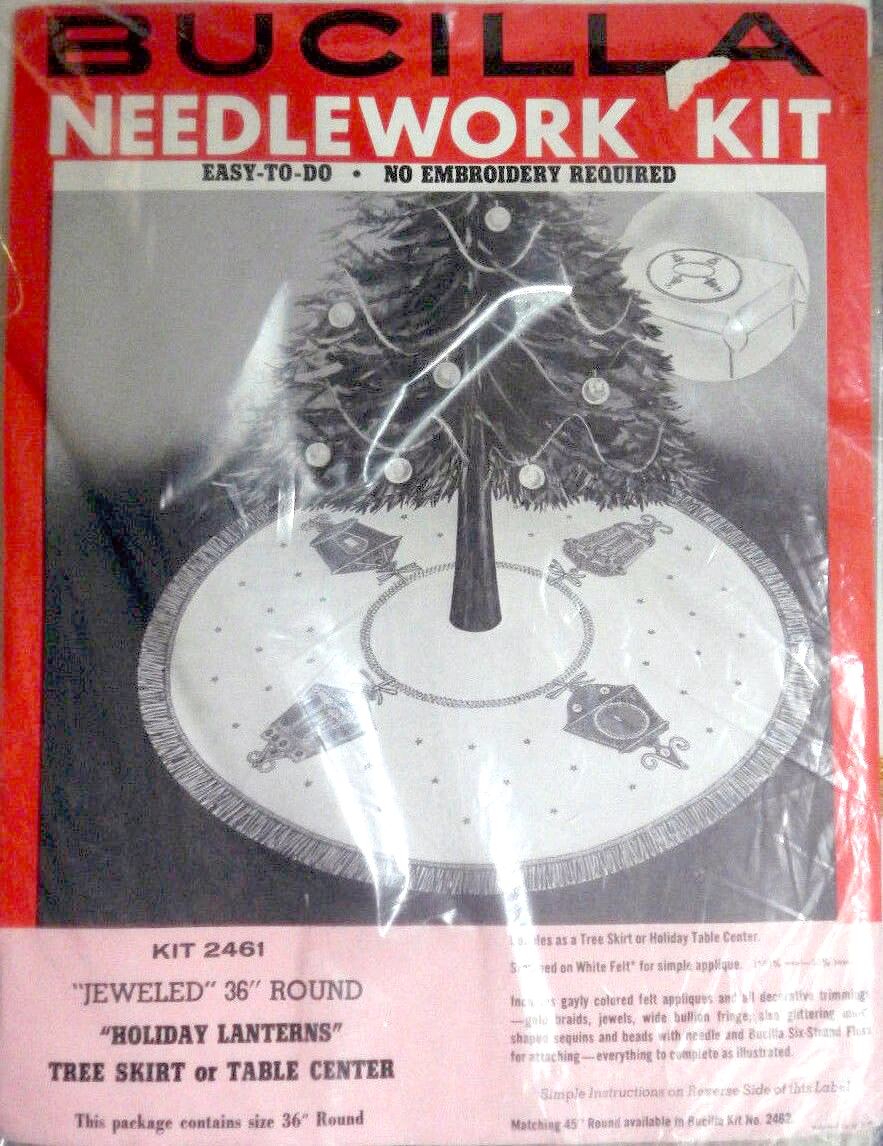 BUCILLA
NEEDLEWORK KIT
EASY-TO-DO • NO EMBROIDERY REQUIRED
KIT 2461
"JEWELED" 36" ROUND
"HOLIDAY LANTERNS"
TREE SKIRT or TABLE CENTER
This package contains size 36" Round
as a Tree Skirt or Holiday Table Center.
on White Felt* for simple applique.
gayly colored felt appliques and all decorative trimmings
—gold braids, jewels, wide bullion fringe, also glittering
shaped sequins and beads with needle and Bucilla Six-Strand Floss
for attaching—everything to complete as illustrated.
Simple Instructions on Reverse Side of this Label
Matching 45" Round available in Bucilla Kit No. 2462.